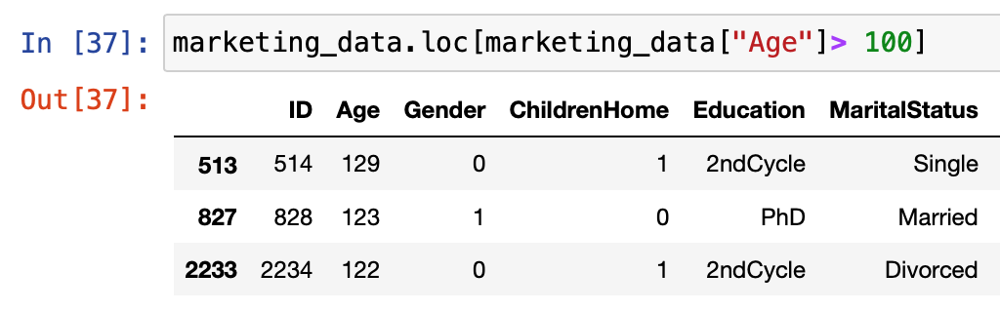 In [37]: marketing_data.loc[marketing_data["Age"]> 100]
Out[37]:
ID Age Gender ChildrenHome Education MaritalStatus
513 514 129 0 1 2ndCycle Single
827 828 123 1 0 PhD Married
2233 2234 122 0 1 2ndCycle Divorced